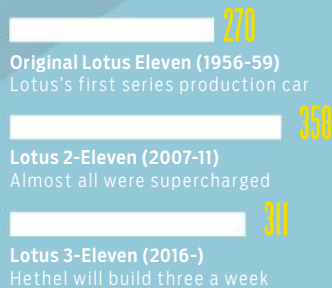 270
Original Lotus Eleven (1956-59)
Lotus's first series production car
358
Lotus 2-Eleven (2007-11)
Almost all were supercharged
311
Lotus 3-Eleven (2016-)
Hethel will build three a week